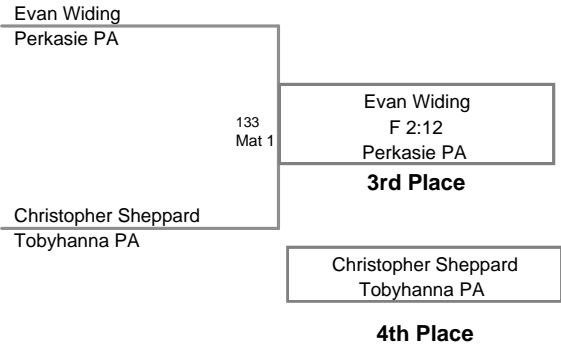 Evan Widing
Perkasie PA
133
Mat 1
Evan Widing
F 2:12
Perkasie PA
3rd Place
Christopher Sheppard
Tobyhanna PA
Christopher Sheppard
Tobyhanna PA
4th Place